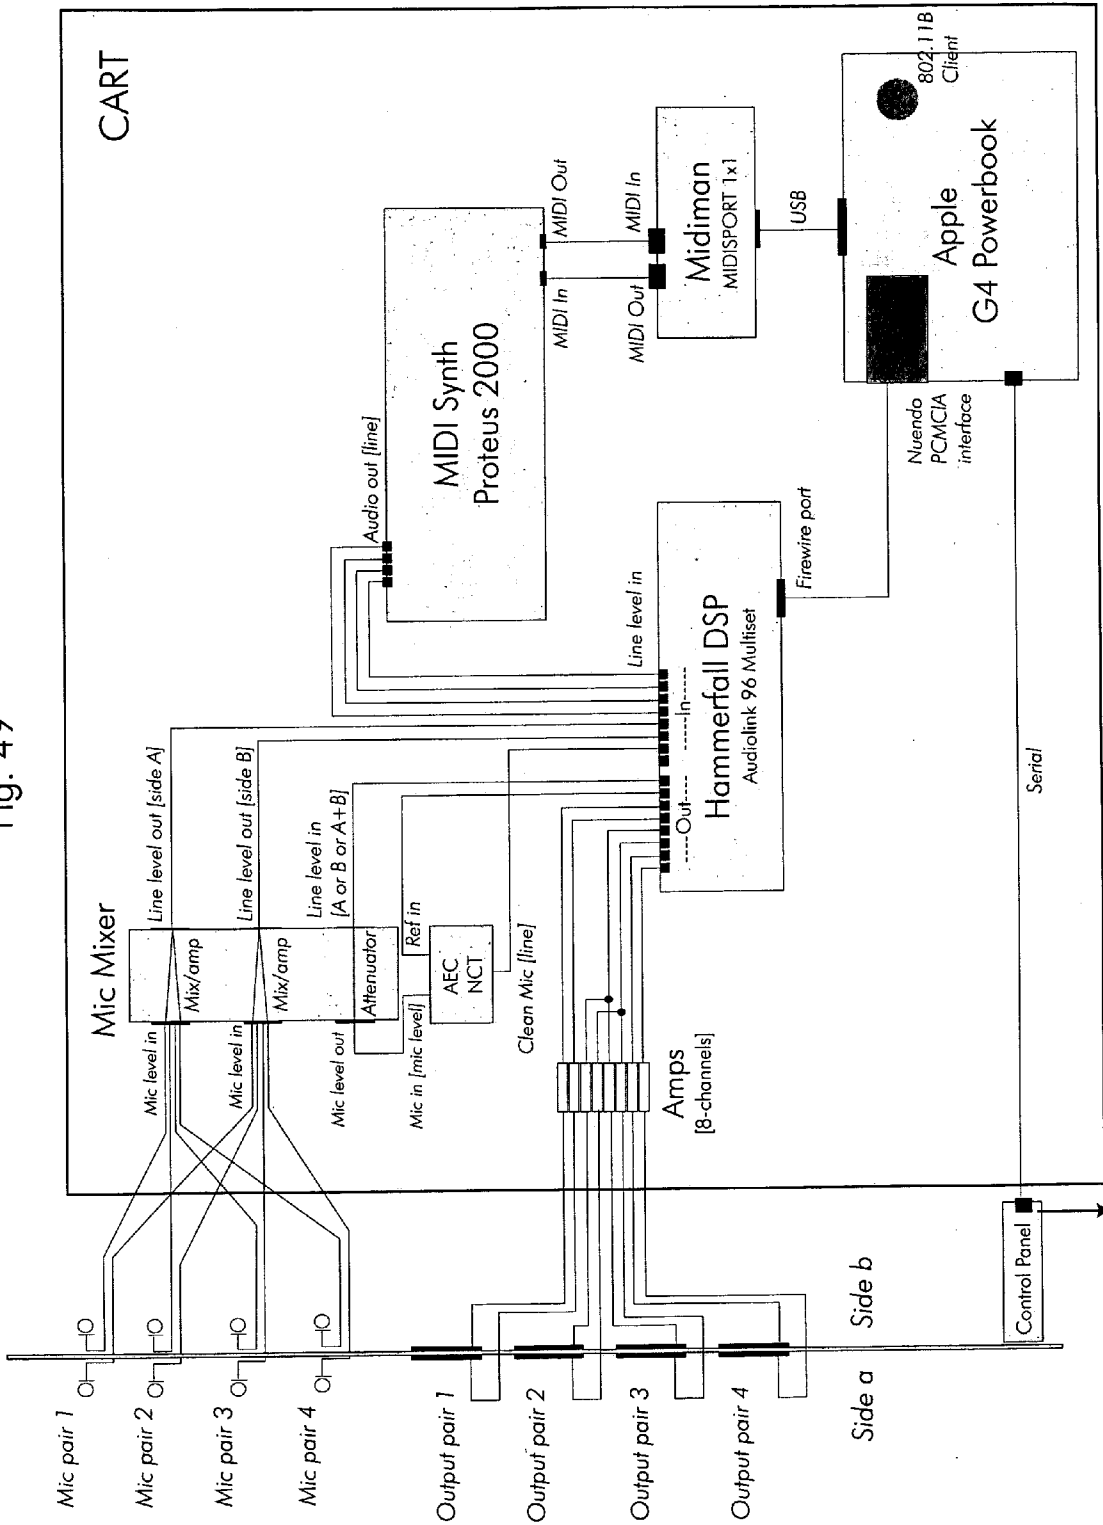 Fig. 49
CART
Mic Mixer
Line level out [side A]
Line level out [side B]
Line level in
[A or B or A+B]
Mix/amp
Mix/amp
Attenuator
Mic level in
Mic level in
Mic level out
Ref in
AEC
NCT
Mic in [mic level]
Clean Mic [line]
Audio out [line]
MIDI Synth
Proteus 2000
MIDI In
MIDI Out
MIDI Out
MIDI In
Midiman
MIDISPORT 1x1
USB
802.11B
Client
Apple
G4 Powerbook
Nuendo
PCMCIA
interface
Line level in
-----Out----
-----In-----
Hammerfall DSP
Audiolink 96 Multiset
Firewire port
Serial
Amps
[8-channels]
Mic pair 1
Mic pair 2
Mic pair 3
Mic pair 4
Output pair 1
Output pair 2
Output pair 3
Output pair 4
Side a
Side b
Control Panel